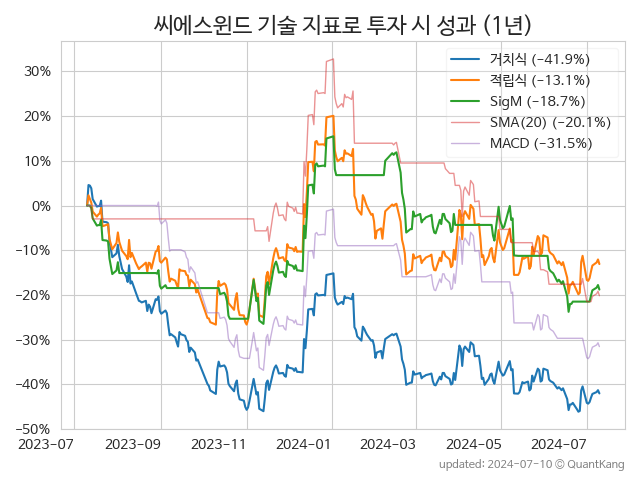 씨에스윈드 기술 지표로 투자 시 성과 (1년)
거치식 (−41.9%)
적립식 (−13.1%)
SigM (−18.7%)
SMA(20) (−20.1%)
MACD (−31.5%)
30%
20%
10%
0%
−10%
−20%
−30%
−40%
−50%
2023-07 2023-09 2023-11 2024-01 2024-03 2024-05 2024-07
updated: 2024-07-10 © QuantKang